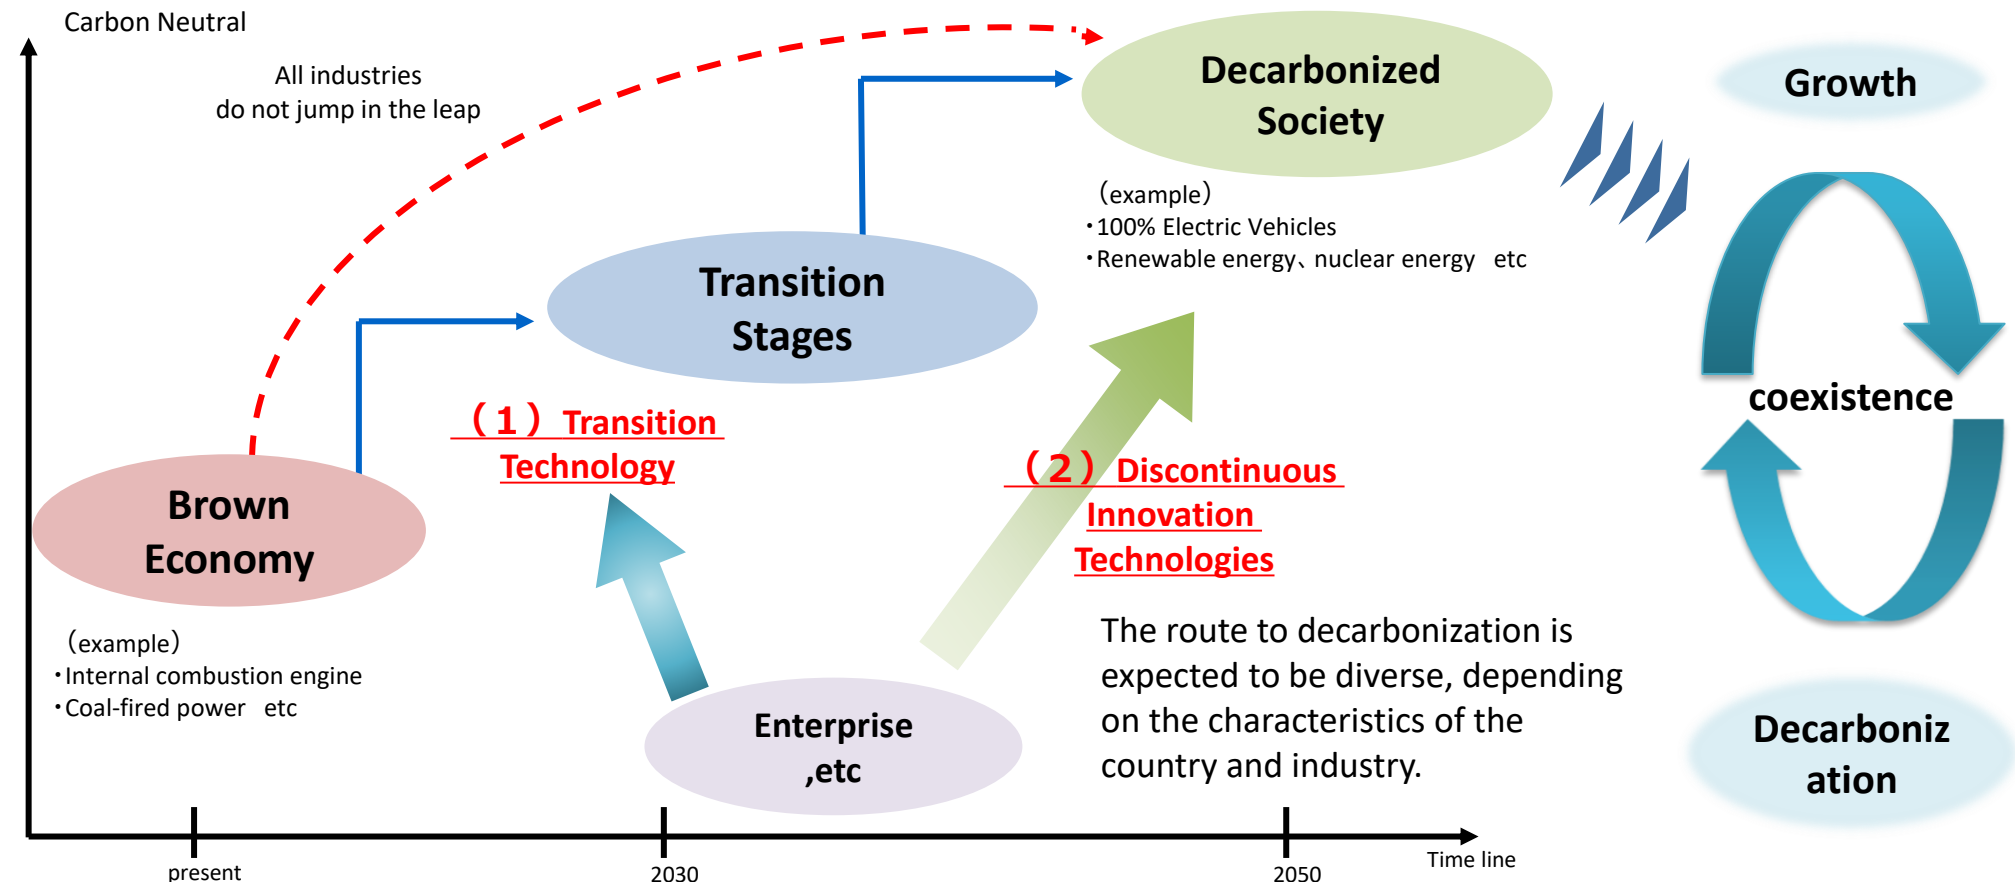 Carbon Neutral
All industries
do not jump in the leap
Decarbonized
Society
（example）
・100% Electric Vehicles
・Renewable energy、nuclear energy etc
Growth
Transition
Stages
coexistence
（1）Transition
Technology
（2）Discontinuous
Innovation
Technologies
Brown
Economy
（example）
・Internal combustion engine
・Coal-fired power etc
Enterprise
,etc
The route to decarbonization is
expected to be diverse, depending
on the characteristics of the
country and industry.
Decarboniz
ation
present
2030
2050
Time line